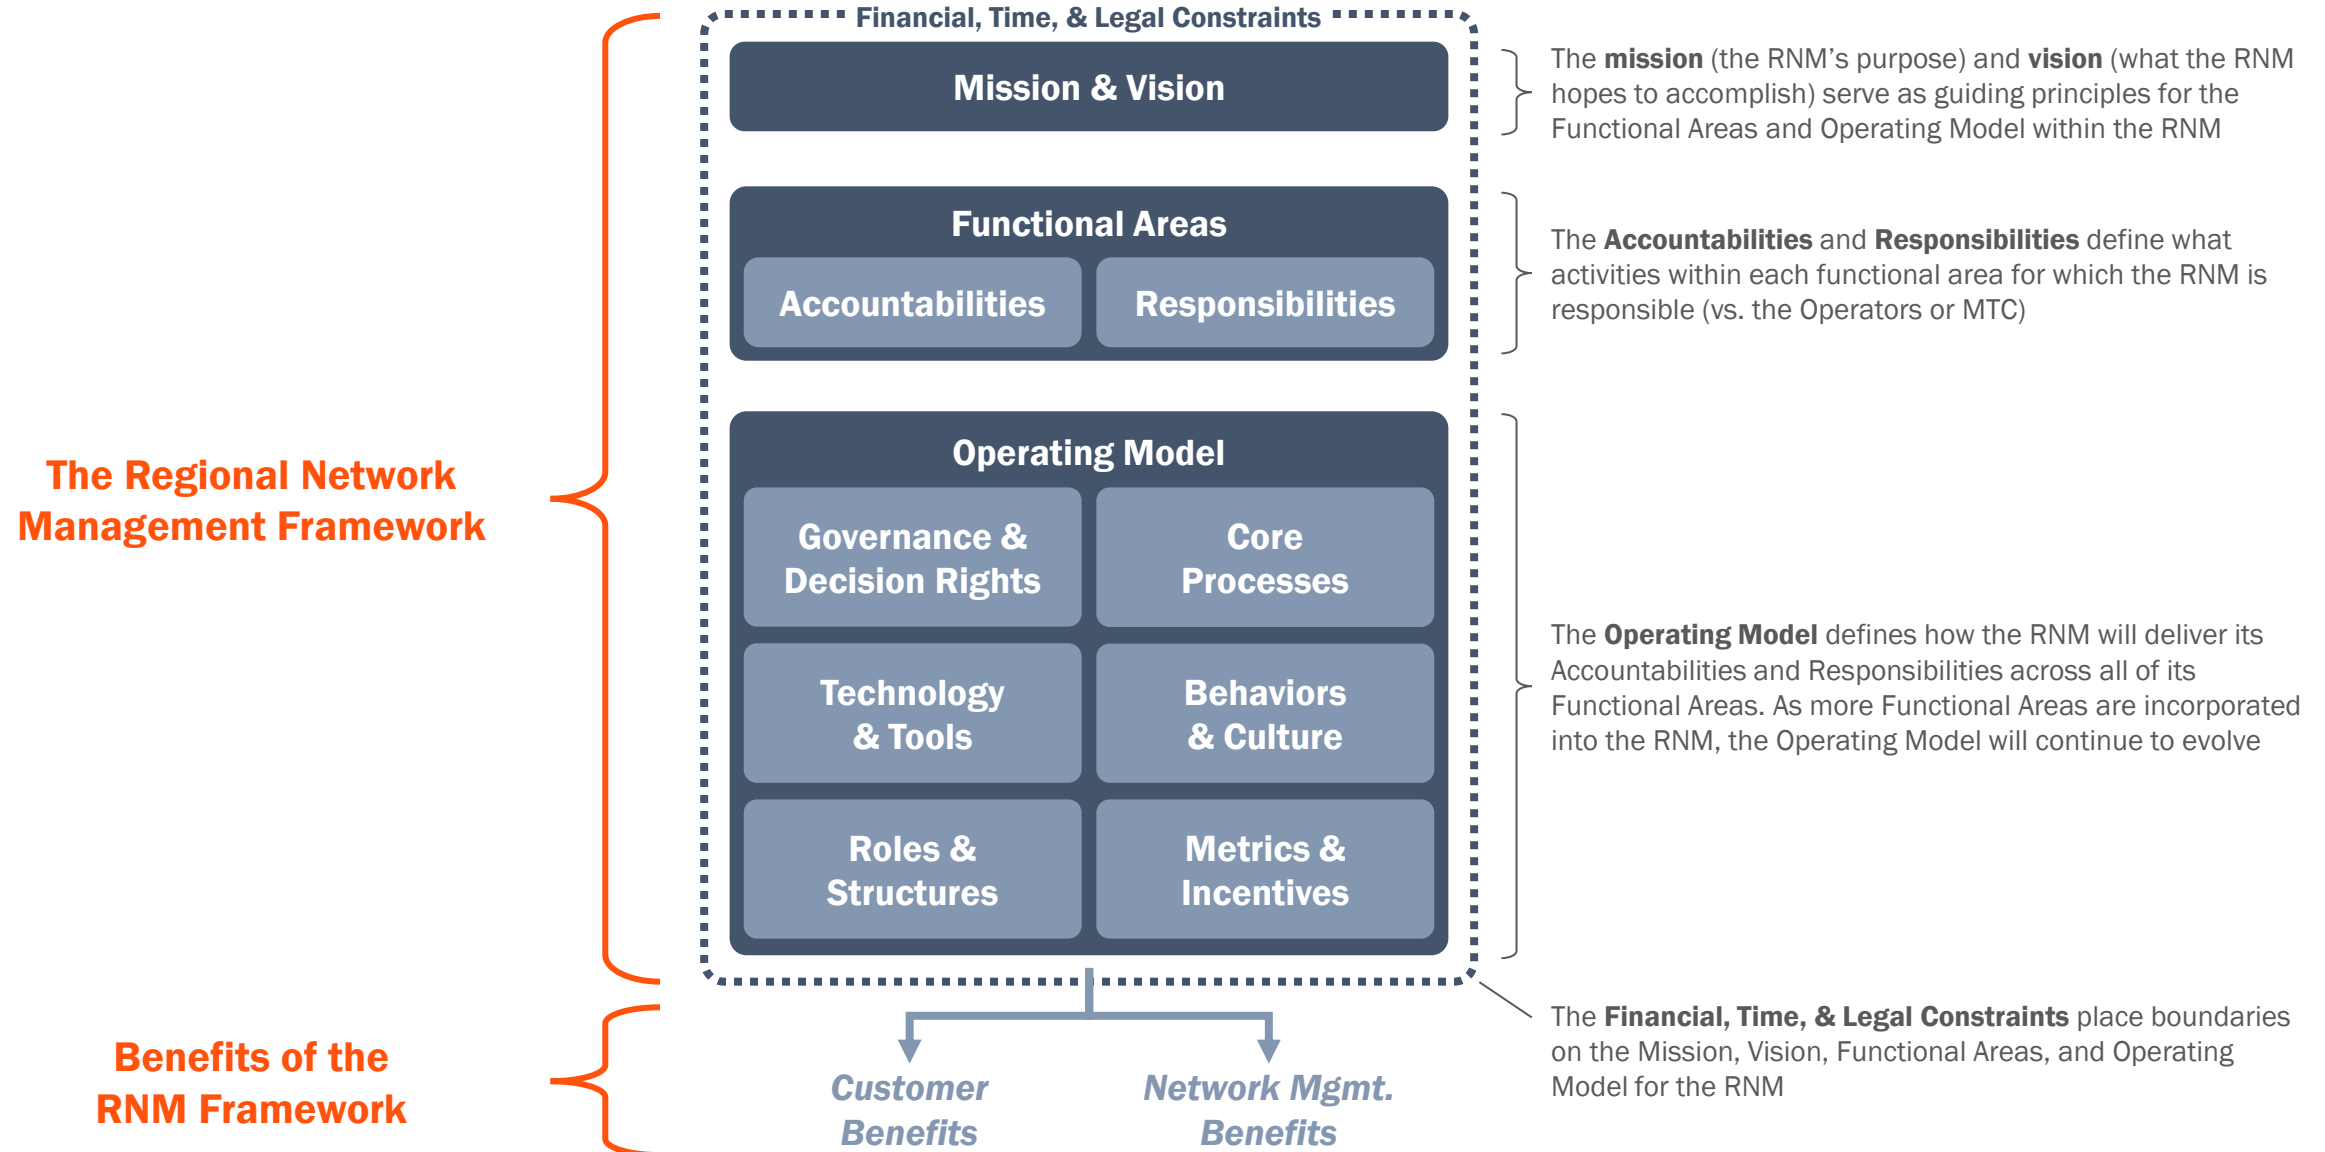 Financial, Time, & Legal Constraints
Mission & Vision
The mission (the RNM’s purpose) and vision (what the RNM
hopes to accomplish) serve as guiding principles for the
Functional Areas and Operating Model within the RNM
Functional Areas
Accountabilities
Responsibilities
The Accountabilities and Responsibilities define what
activities within each functional area for which the RNM is
responsible (vs. the Operators or MTC)
The Regional Network
Management Framework
Operating Model
Governance &
Decision Rights
Core
Processes
Technology
& Tools
Behaviors
& Culture
Roles &
Structures
Metrics &
Incentives
The Operating Model defines how the RNM will deliver its
Accountabilities and Responsibilities across all of its
Functional Areas. As more Functional Areas are incorporated
into the RNM, the Operating Model will continue to evolve
Benefits of the
RNM Framework
Customer
Benefits
Network Mgmt.
Benefits
The Financial, Time, & Legal Constraints place boundaries
on the Mission, Vision, Functional Areas, and Operating
Model for the RNM